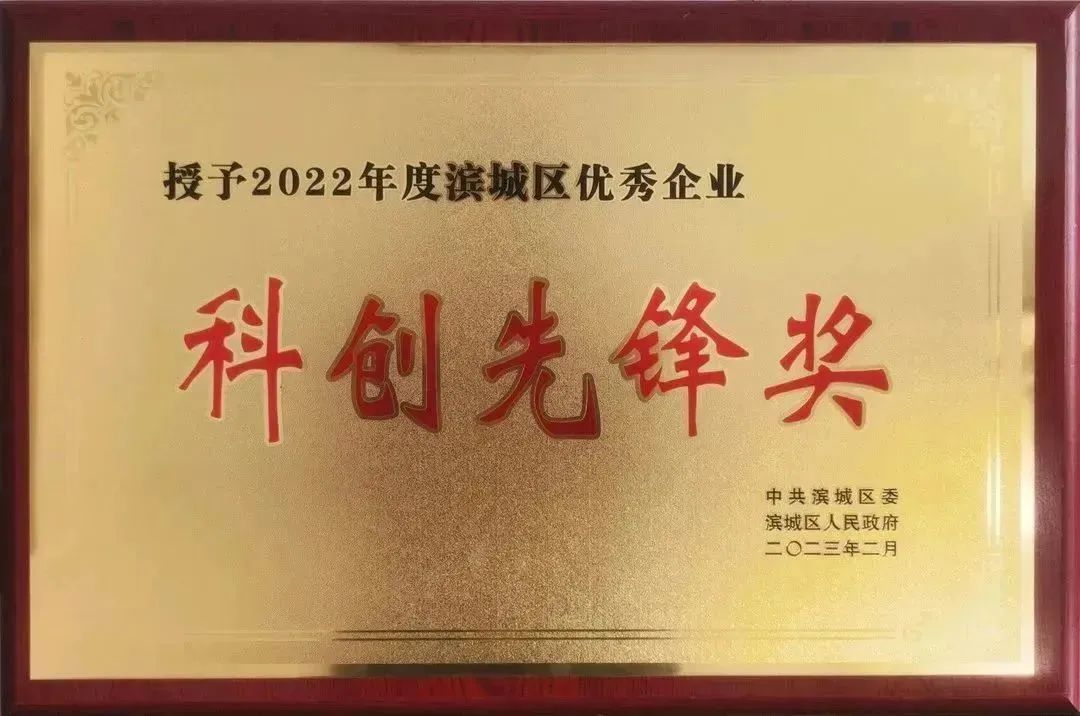 授予2022年度滨城区优秀企业
科创先锋奖
中共滨城区委
滨城区人民政府
二〇二三年二月